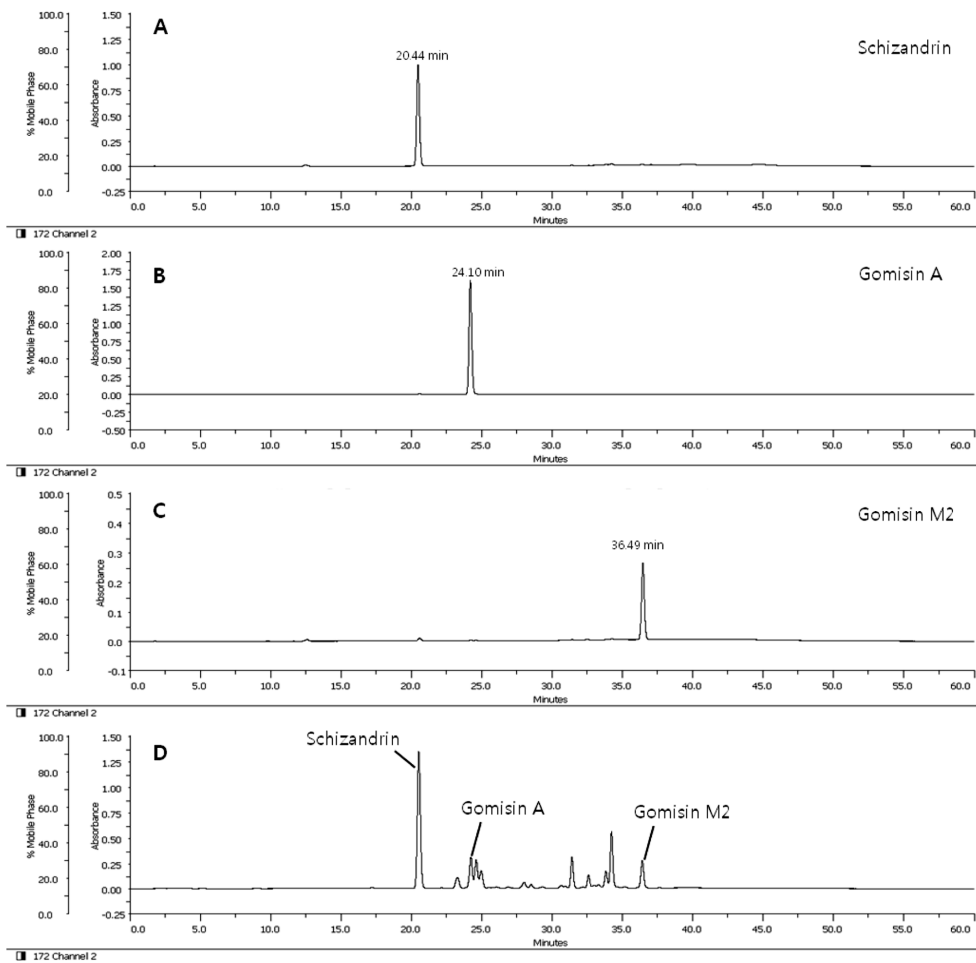 A
Schizandrin
20.44 min
% Mobile Phase
100.0
80.0
60.0
40.0
20.0
0.0
Absorbance
1.50
1.25
1.00
0.75
0.50
0.25
0.00
-0.25
0.0 5.0 10.0 15.0 20.0 25.0 30.0 35.0 40.0 45.0 50.0 55.0 60.0
Minutes
172 Channel 2
B
Gomisin A
24.10 min
% Mobile Phase
100.0
80.0
60.0
40.0
20.0
0.0
Absorbance
2.00
1.75
1.50
1.25
1.00
0.75
0.50
0.25
0.00
-0.25
-0.50
0.0 5.0 10.0 15.0 20.0 25.0 30.0 35.0 40.0 45.0 50.0 55.0 60.0
Minutes
172 Channel 2
C
Gomisin M2
36.49 min
% Mobile Phase
100.0
80.0
60.0
40.0
20.0
0.0
Absorbance
0.5
0.4
0.3
0.2
0.1
0.0
-0.1
0.0 5.0 10.0 15.0 20.0 25.0 30.0 35.0 40.0 45.0 50.0 55.0 60.0
Minutes
172 Channel 2
D
Schizandrin
Gomisin A
Gomisin M2
% Mobile Phase
100.0
80.0
60.0
40.0
20.0
0.0
Absorbance
1.50
1.25
1.00
0.75
0.50
0.25
0.00
-0.25
0.0 5.0 10.0 15.0 20.0 25.0 30.0 35.0 40.0 45.0 50.0 55.0 60.0
Minutes
172 Channel 2